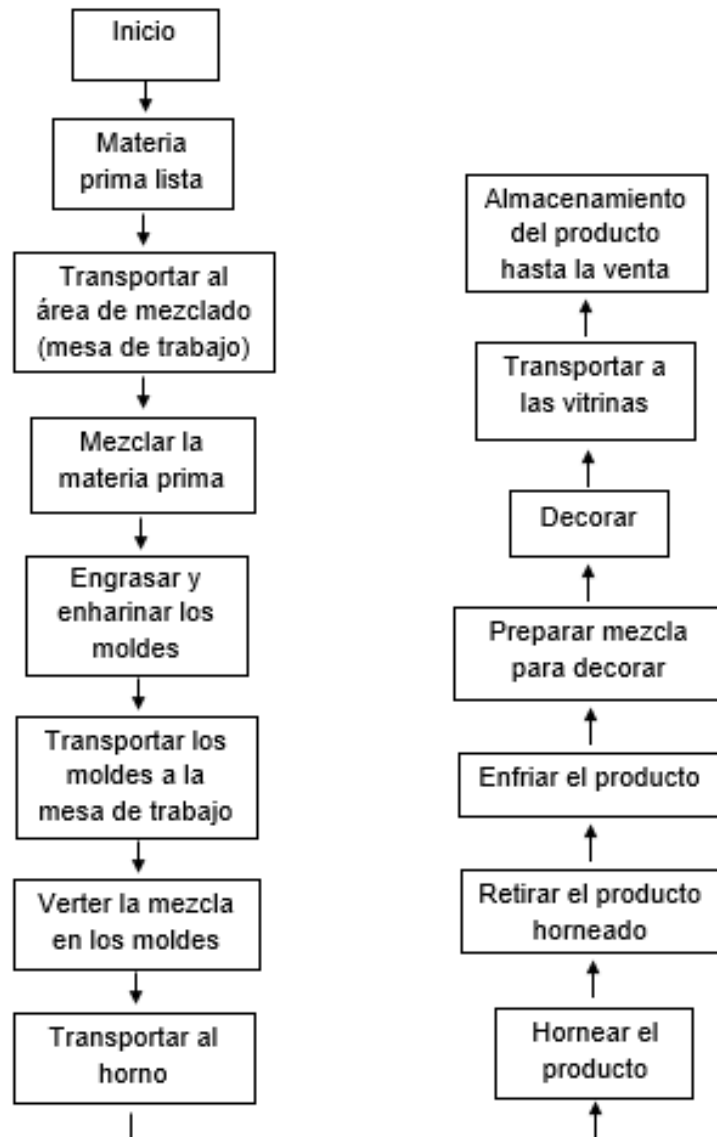 Inicio
Materia
prima lista
Transportar al
área de mezclado
(mesa de trabajo)
Mezclar la
materia prima
Engrasar y
enharinar los
moldes
Transportar los
moldes a la
mesa de trabajo
Verter la mezcla
en los moldes
Transportar al
horno
Hornear el
producto
Retirar el producto
horneado
Enfriar el producto
Preparar mezcla
para decorar
Decorar
Transportar a
las vitrinas
Almacenamiento
del producto
hasta la venta